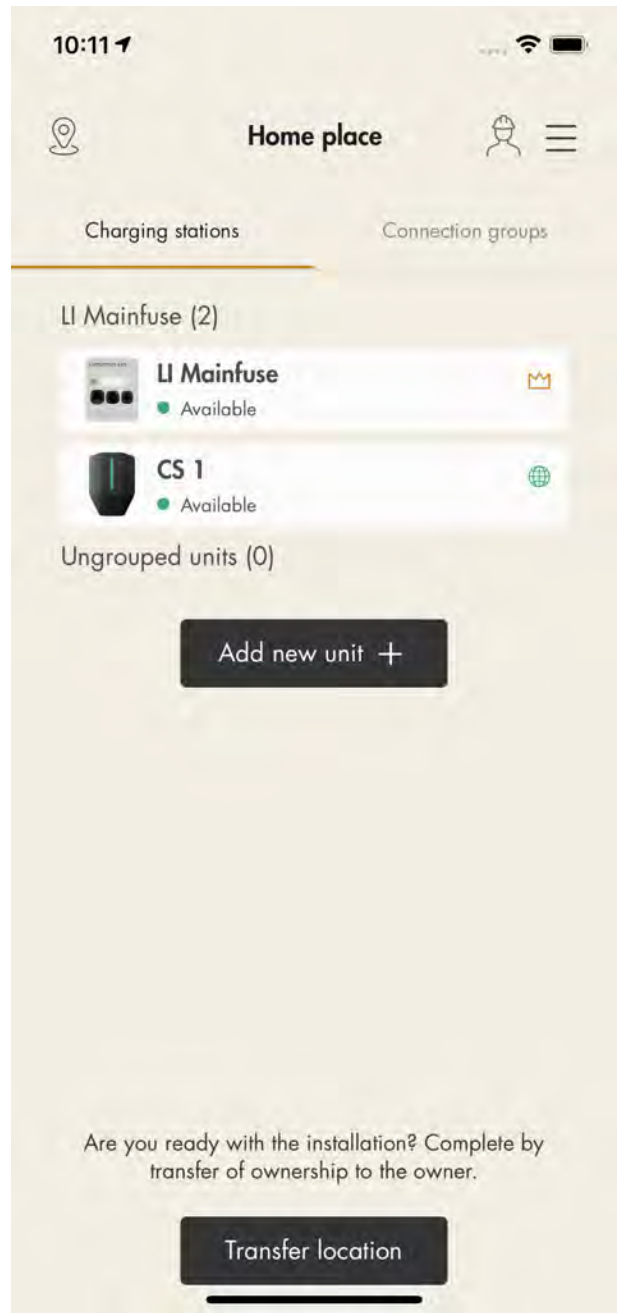 10:11
Home place
Charging stations
Connection groups
LI Mainfuse (2)
LI Mainfuse
Available
CS 1
Available
Ungrouped units (0)
Add new unit +
Are you ready with the installation? Complete by
transfer of ownership to the owner.
Transfer location